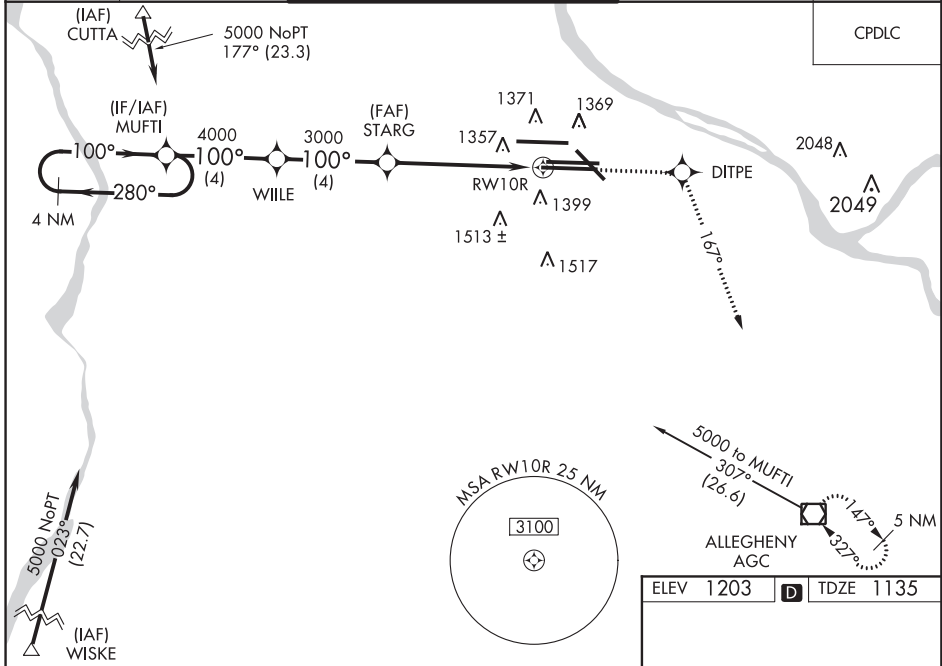 (IAF)
CUTTA
5000 NoPT
177° (23.3)
CPDLC
(IF/IAF)
MUFTI
(FAF)
STARG
1371
1369
4000
3000
1357
2048
100°
100°
100°
(4)
(4)
280°
WIILE
RW10R
DITPE
2049
4 NM
1399
1513 ±
1517
167°
5000 NoPT
023°
(22.7)
(IAF)
WISKE
MSA RW10R 25 NM
3100
5000 to MUFTI
307°
(26.6)
147°
5 NM
327°
ALLEGHENY
AGC
ELEV 1203 D TDZE 1135